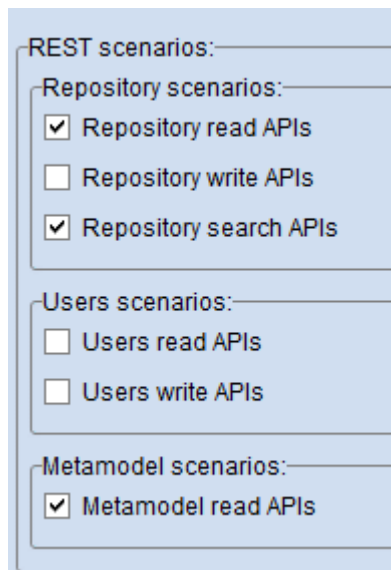 REST scenarios:
Repository scenarios:
Repository read APIs
Repository write APIs
Repository search APIs
Users scenarios:
Users read APIs
Users write APIs
Metamodel scenarios:
Metamodel read APIs